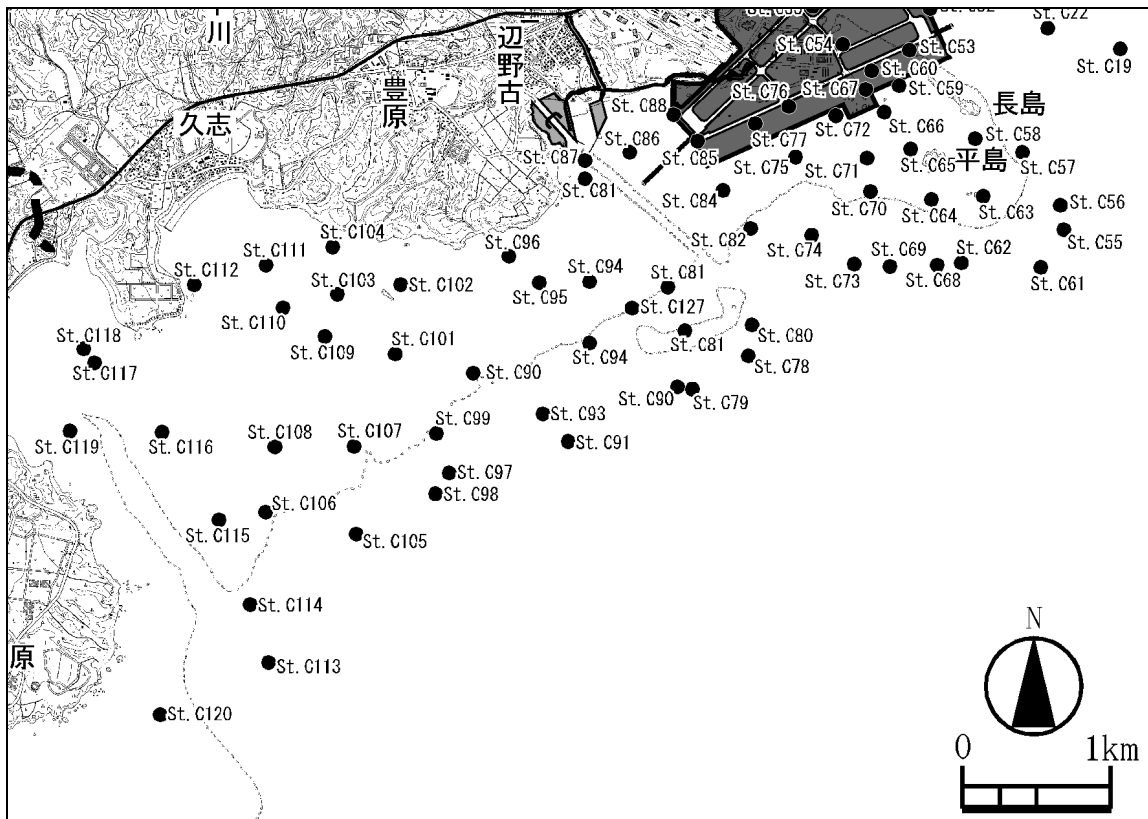 川
辺野古
豊原
久志
長島
平島
原
St. C54
St. C53
St. C22
St. C19
St. C60
St. C59
St. C67
St. C76
St. C88
St. C86
St. C87
St. C81
St. C85
St. C77
St. C72
St. C66
St. C58
St. C57
St. C65
St. C75
St. C71
St. C84
St. C70
St. C64
St. C63
St. C56
St. C55
St. C82
St. C74
St. C73
St. C69
St. C68
St. C62
St. C61
St. C104
St. C111
St. C112
St. C103
St. C102
St. C96
St. C95
St. C94
St. C81
St. C127
St. C81
St. C80
St. C78
St. C110
St. C109
St. C101
St. C94
St. C118
St. C117
St. C90
St. C90
St. C79
St. C93
St. C91
St. C99
St. C119
St. C116
St. C108
St. C107
St. C97
St. C98
St. C106
St. C115
St. C105
St. C114
St. C113
St. C120
N
0 1km